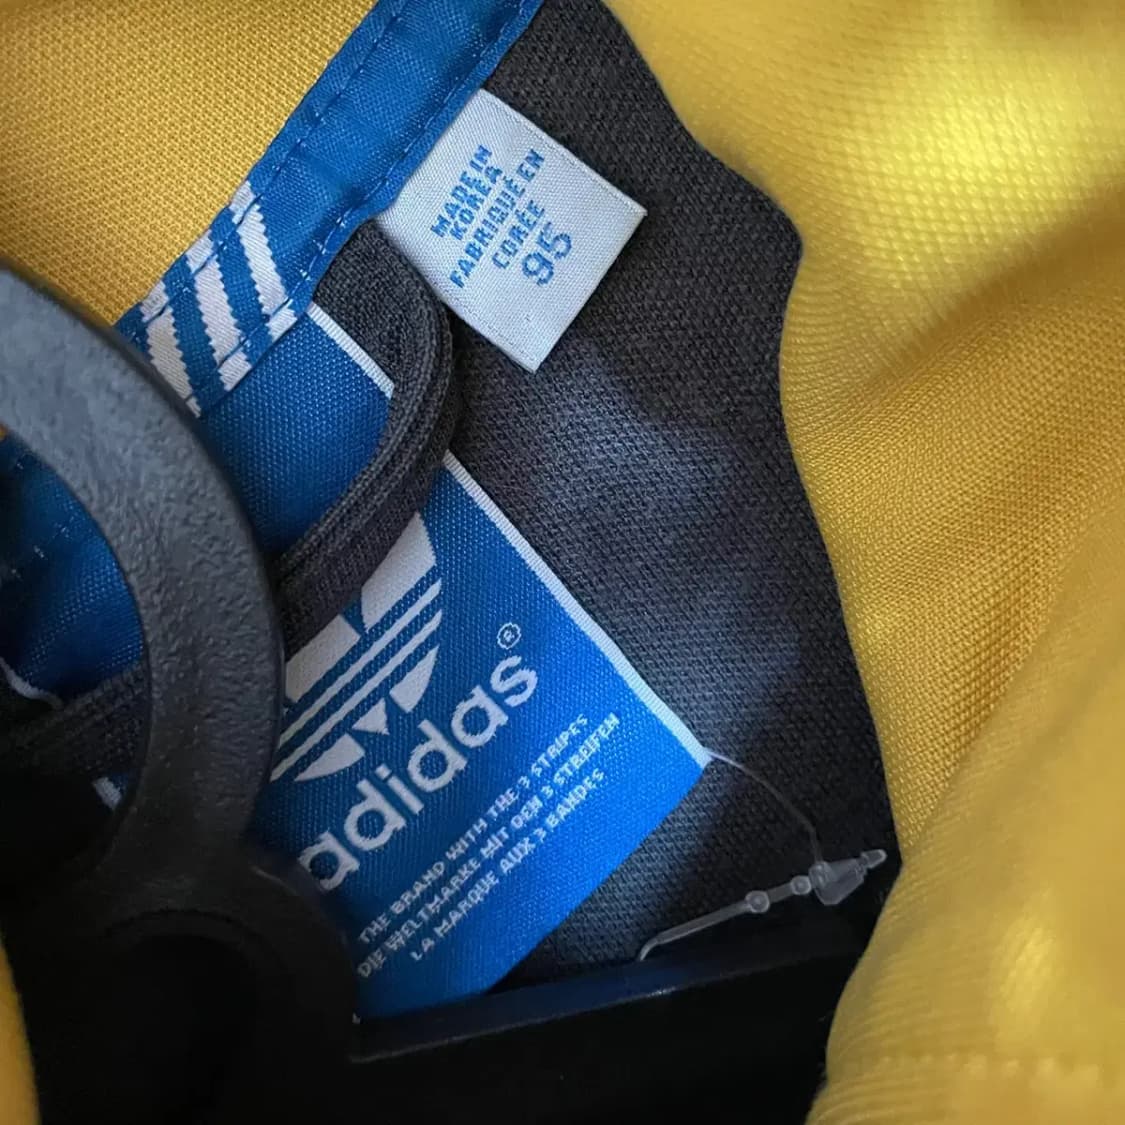 MADE IN
KOREA
FABRIQUÉ EN
CORÉE
95
adidas®
THE BRAND WITH THE 3 STRIPES
DIE WELTMARKE MIT DEN 3 STREIFEN
LA MARQUE AUX 3 BANDES